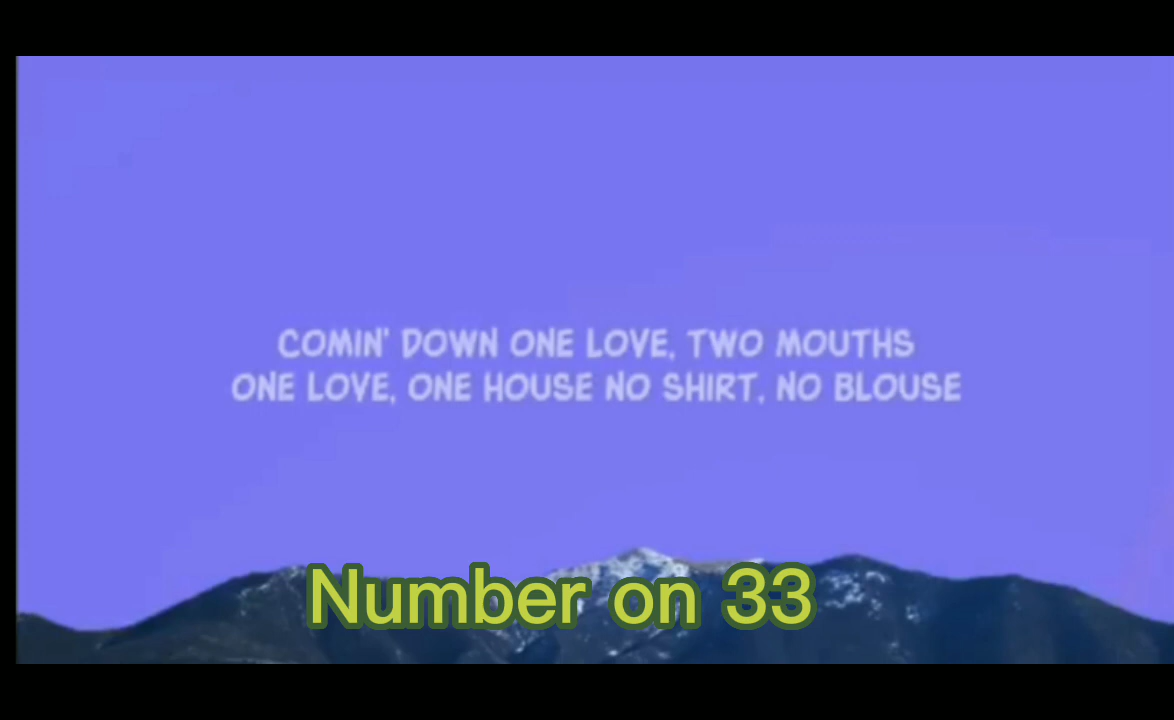 COMIN' DOWN ONE LOVE, TWO MOUTHS
ONE LOVE, ONE HOUSE NO SHIRT, NO BLOUSE
Number on 33